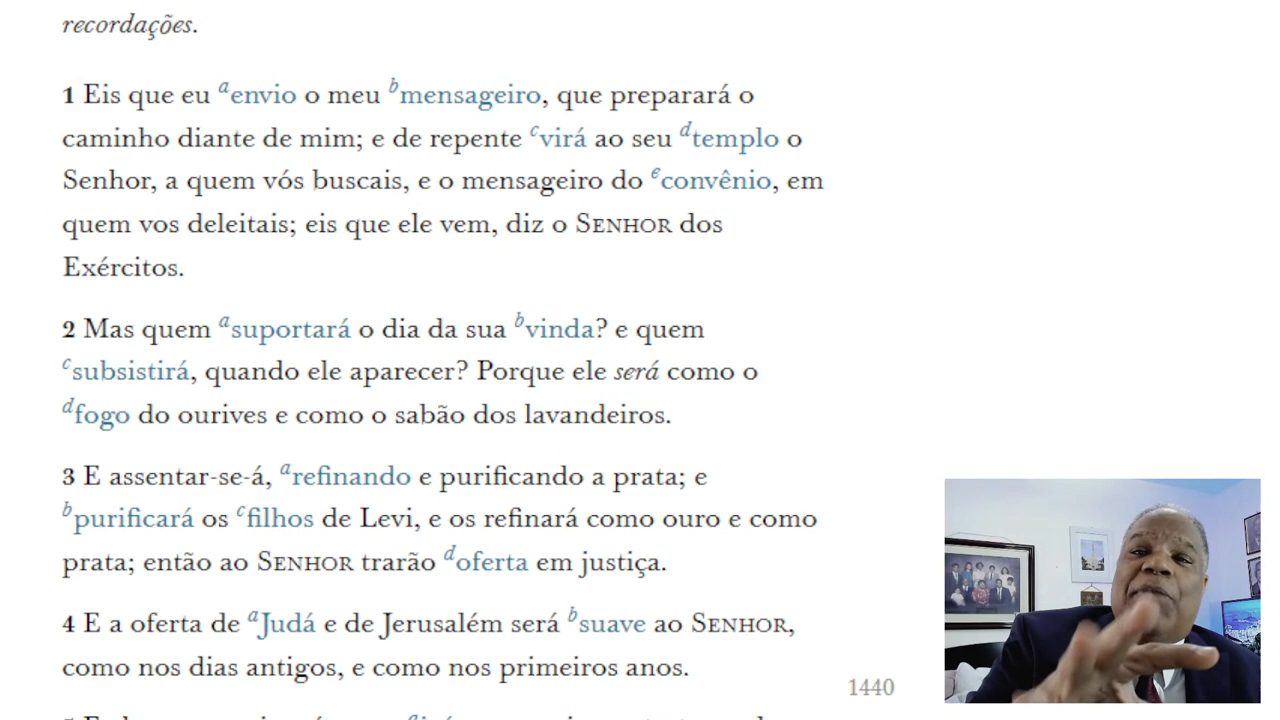 recordações.
1 Eis que eu ᵃenvio o meu ᵇmensageiro, que preparará o
caminho diante de mim; e de repente ᶜvirá ao seu ᵈtemplo o
Senhor, a quem vós buscais, e o mensageiro do ᵉconvênio, em
quem vos deleitais; eis que ele vem, diz o SENHOR dos
Exércitos.
2 Mas quem ᵃsuportará o dia da sua ᵇvinda? e quem
ᶜsubsistirá, quando ele aparecer? Porque ele será como o
ᵈfogo do ourives e como o sabão dos lavandeiros.
3 E assentar-se-á, ᵃrefinando e purificando a prata; e
ᵇpurificará os ᶜfilhos de Levi, e os refinará como ouro e como
prata; então ao SENHOR trarão ᵈoferta em justiça.
4 E a oferta de ᵃJudá e de Jerusalém será ᵇsuave ao SENHOR,
como nos dias antigos, e como nos primeiros anos.
1440